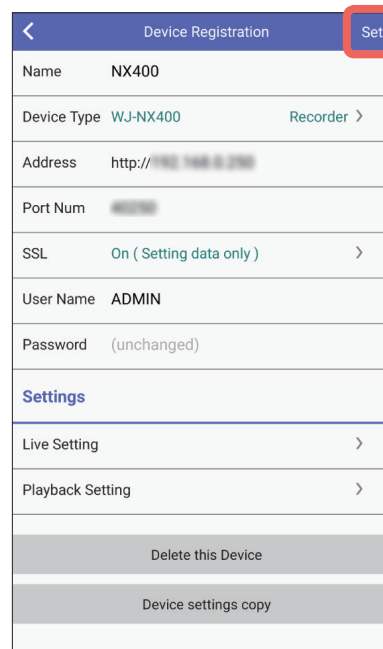 Device Registration Set
Name NX400
Device Type WJ-NX400 Recorder
Address http://
Port Num
SSL On ( Setting data only )
User Name ADMIN
Password (unchanged)
Settings
Live Setting
Playback Setting
Delete this Device
Device settings copy